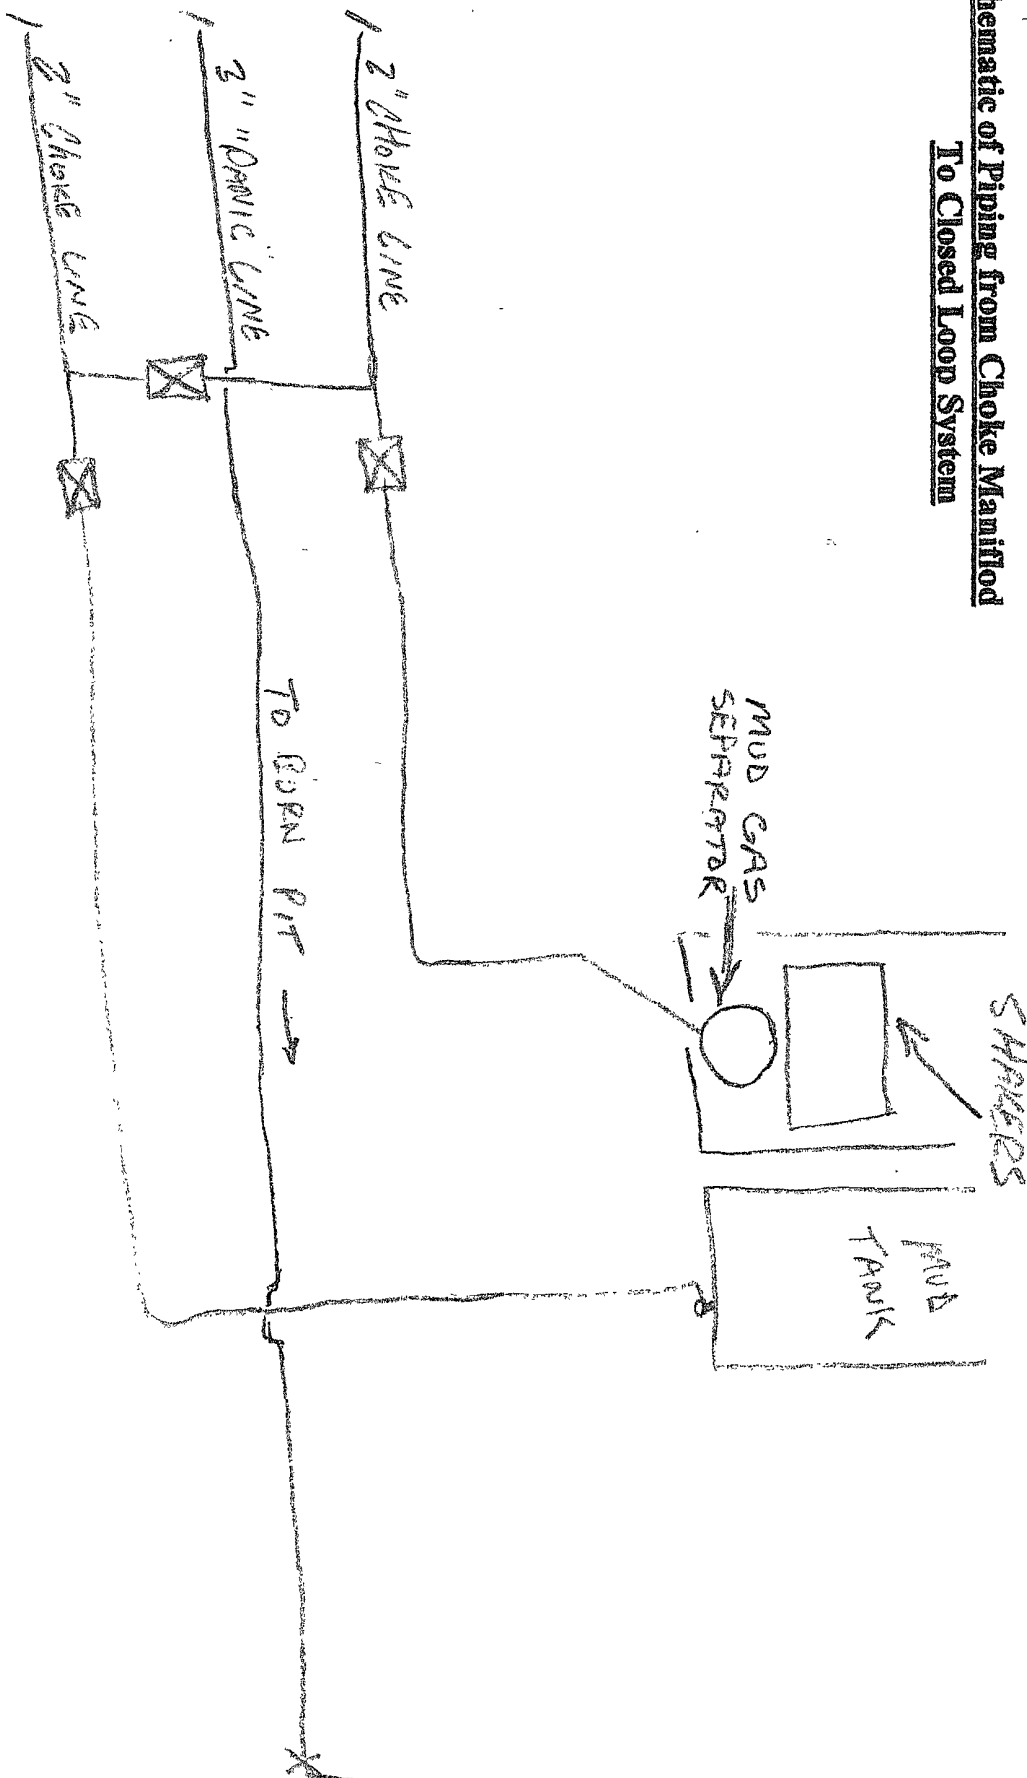 hematic of Piping from Choke Maniflod
To Closed Loop System
SHAKERS
MUD GAS
SEPARATOR
MUD
TANK
2" CHOKE LINE
3" "PANIC" LINE
TO BURN PIT
2" CHOKE LINE